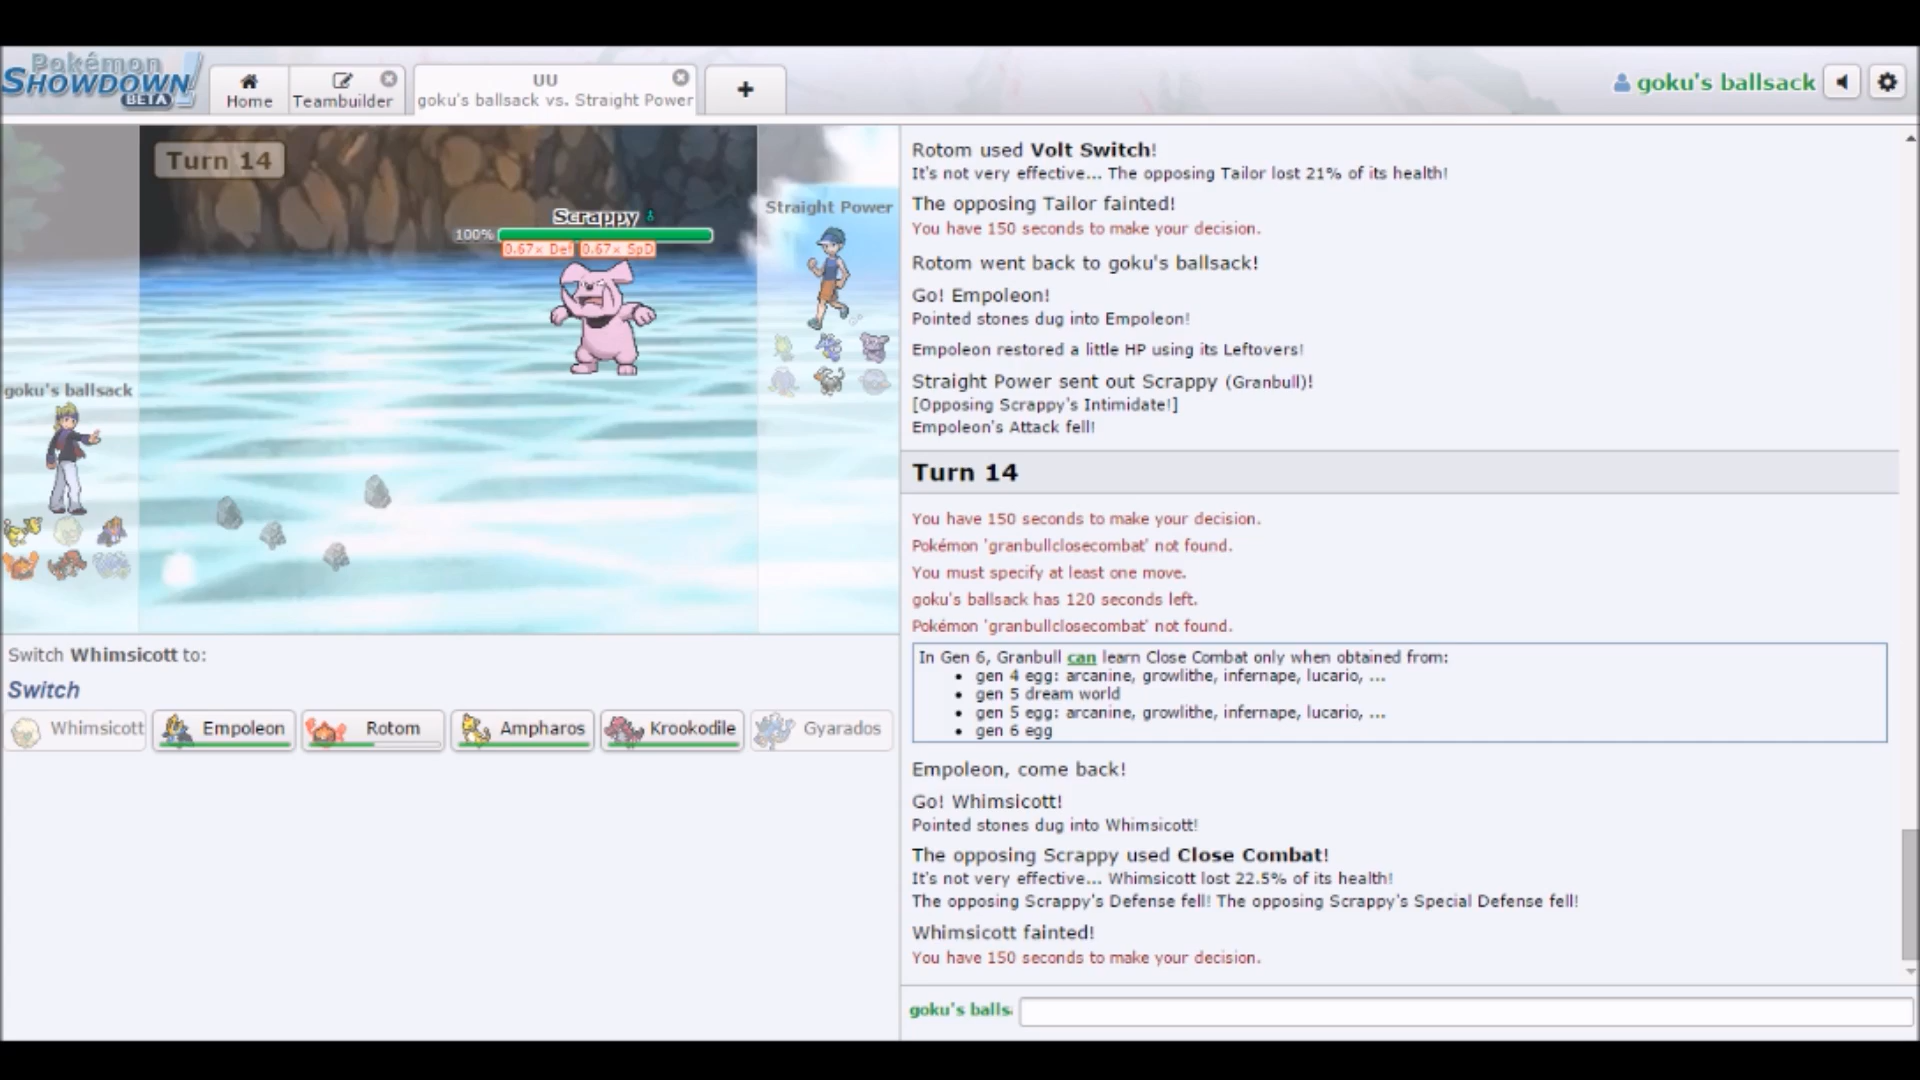 Pokémon
SHOWDOWN!
BETA
Home
Teambuilder
UU
goku's ballsack vs. Straight Power
+
goku's ballsack
Turn 14
Scrappy
100%
0.67× Def 0.67× SpD
Straight Power
goku's ballsack
Switch Whimsicott to:
Switch
Whimsicott
Empoleon
Rotom
Ampharos
Krookodile
Gyarados
Rotom used Volt Switch!
It's not very effective... The opposing Tailor lost 21% of its health!
The opposing Tailor fainted!
You have 150 seconds to make your decision.
Rotom went back to goku's ballsack!
Go! Empoleon!
Pointed stones dug into Empoleon!
Empoleon restored a little HP using its Leftovers!
Straight Power sent out Scrappy (Granbull)!
[Opposing Scrappy's Intimidate!]
Empoleon's Attack fell!
Turn 14
You have 150 seconds to make your decision.
Pokémon 'granbullclosecombat' not found.
You must specify at least one move.
goku's ballsack has 120 seconds left.
Pokémon 'granbullclosecombat' not found.
In Gen 6, Granbull can learn Close Combat only when obtained from:
• gen 4 egg: arcanine, growlithe, infernape, lucario, ...
• gen 5 dream world
• gen 5 egg: arcanine, growlithe, infernape, lucario, ...
• gen 6 egg
Empoleon, come back!
Go! Whimsicott!
Pointed stones dug into Whimsicott!
The opposing Scrappy used Close Combat!
It's not very effective... Whimsicott lost 22.5% of its health!
The opposing Scrappy's Defense fell! The opposing Scrappy's Special Defense fell!
Whimsicott fainted!
You have 150 seconds to make your decision.
goku's balls